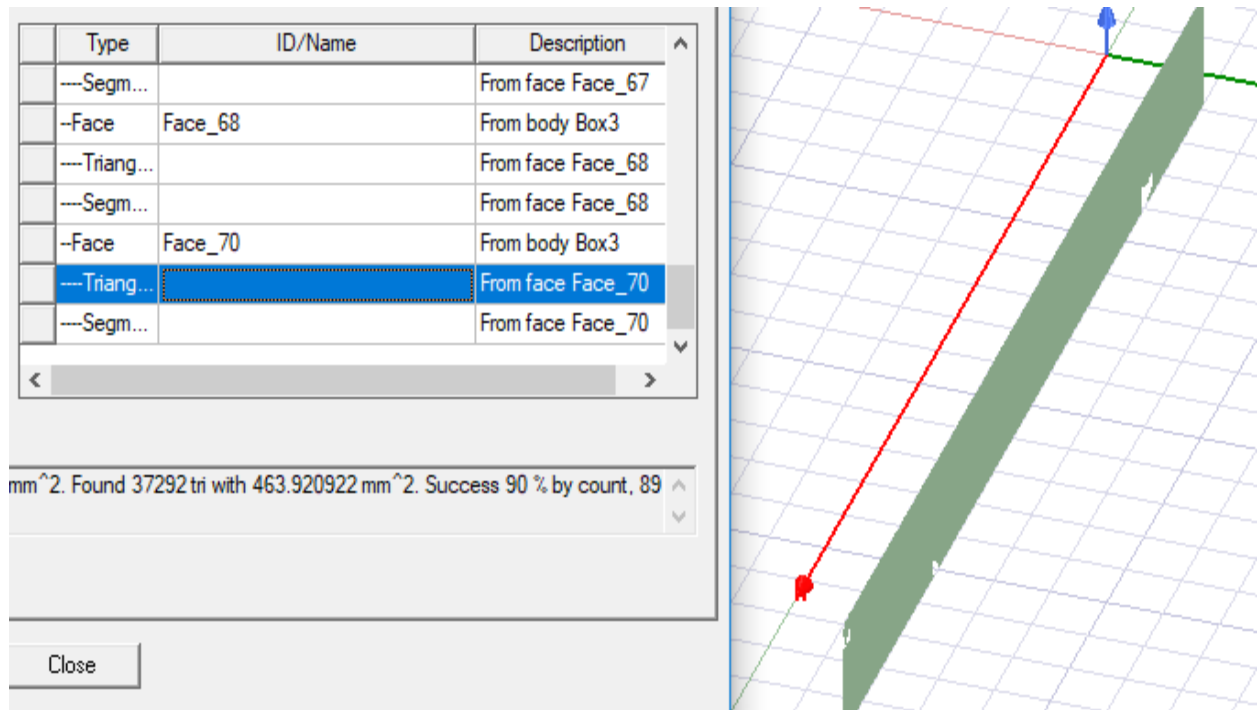 Type ID/Name Description
----Segm... From face Face_67
--Face Face_68 From body Box3
----Triang... From face Face_68
----Segm... From face Face_68
--Face Face_70 From body Box3
----Triang... From face Face_70
----Segm... From face Face_70
mm^2. Found 37292 tri with 463.920922 mm^2. Success 90 % by count, 89
Close